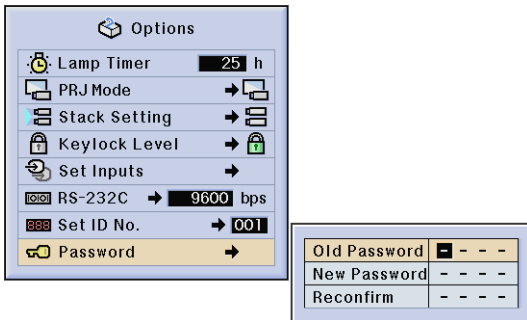 Options
Lamp Timer 25 h
PRJ Mode
Stack Setting
Keylock Level
Set Inputs
RS-232C 9600 bps
888 Set ID No. 001
Password
Old Password - - - -
New Password - - - -
Reconfirm - - - -